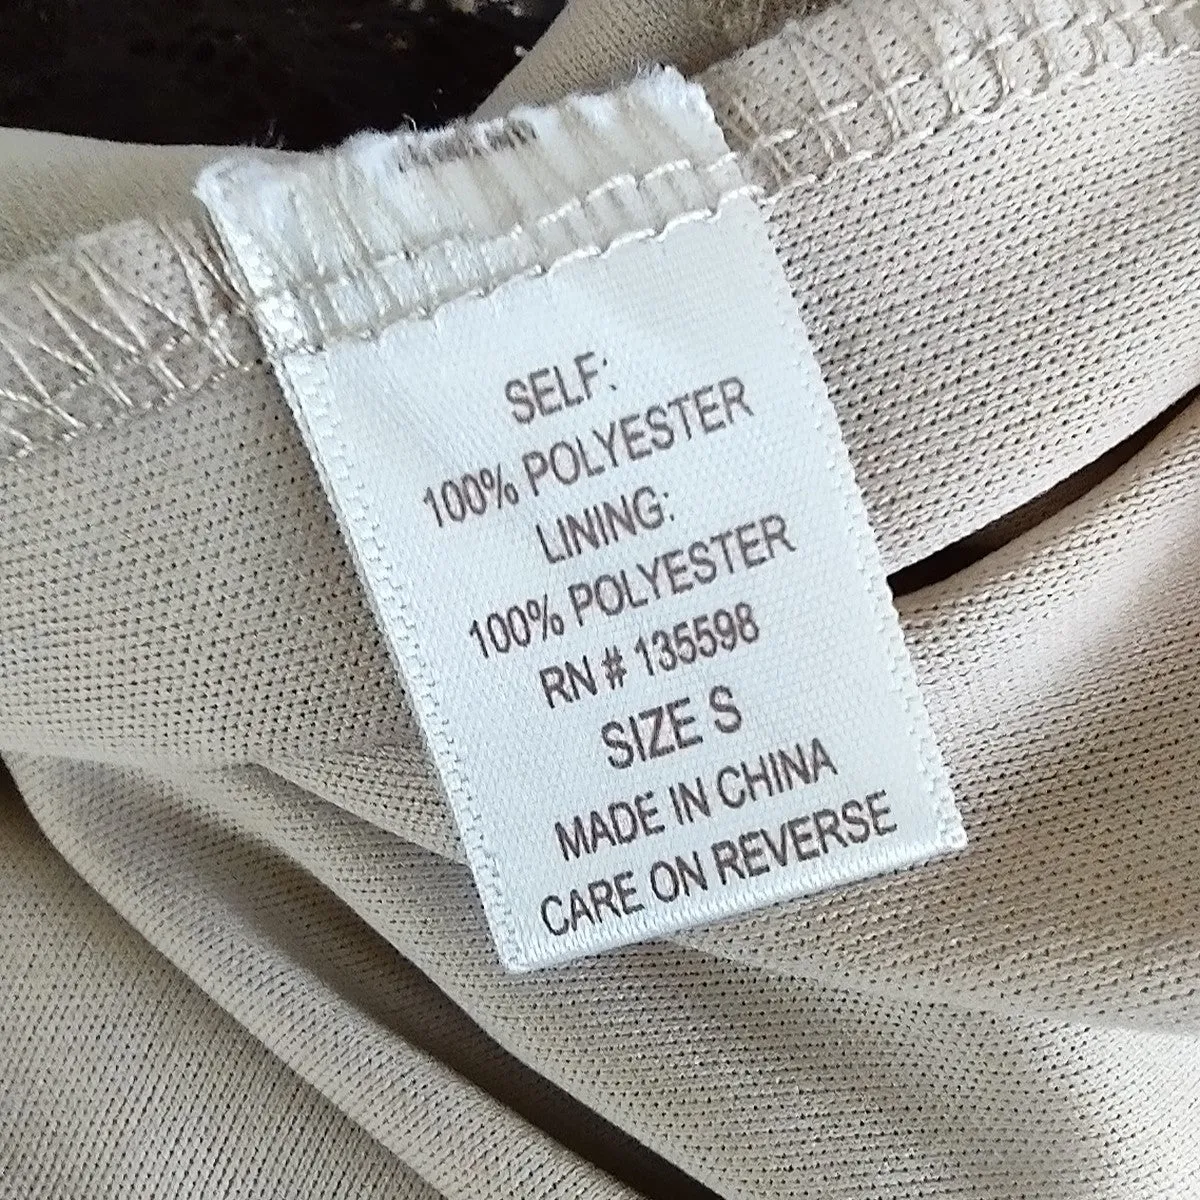 SELF:
100% POLYESTER
LINING:
100% POLYESTER
RN # 135598
SIZE S
MADE IN CHINA
CARE ON REVERSE